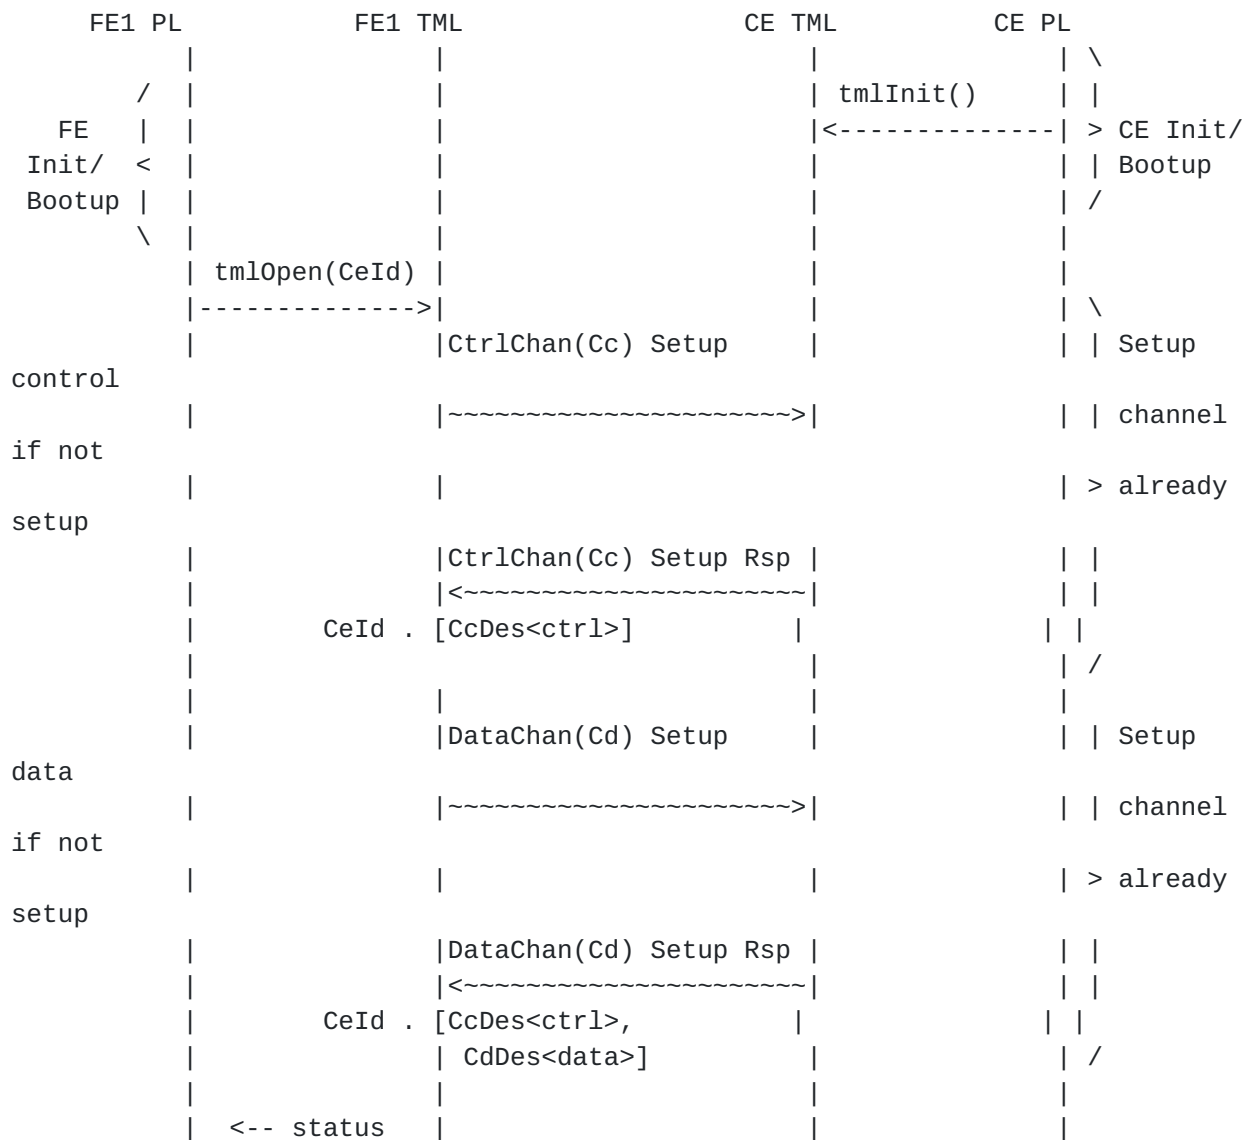 FE1 PL           FE1 TML                  CE TML          CE PL
           |               |                       |               | \
        /  |               |                       | tmlInit()     | |
   FE   |  |               |                       |<--------------| > CE Init/
 Init/  <  |               |                       |               | | Bootup
 Bootup |  |               |                       |               | /
        \  |               |                       |               |
           | tmlOpen(CeId) |                       |               |
           |-------------->|                       |               | \
           |               |CtrlChan(Cc) Setup     |               | | Setup
control
           |               |~~~~~~~~~~~~~~~~~~~~~~>|               | | channel
if not
           |               |                                       | > already
setup
           |               |CtrlChan(Cc) Setup Rsp |               | |
           |               |<~~~~~~~~~~~~~~~~~~~~~~|               | |
           |        CeId . [CcDes<ctrl>]          |               | |
           |                                       |               | /
           |               |                       |               |
           |               |DataChan(Cd) Setup     |               | | Setup
data
           |               |~~~~~~~~~~~~~~~~~~~~~~>|               | | channel
if not
           |               |                       |               | > already
setup
           |               |DataChan(Cd) Setup Rsp |               | |
           |               |<~~~~~~~~~~~~~~~~~~~~~~|               | |
           |        CeId . [CcDes<ctrl>,          |               | |
           |               | CdDes<data>]          |               | /
           |               |                       |               |
           |  <-- status   |                       |               |